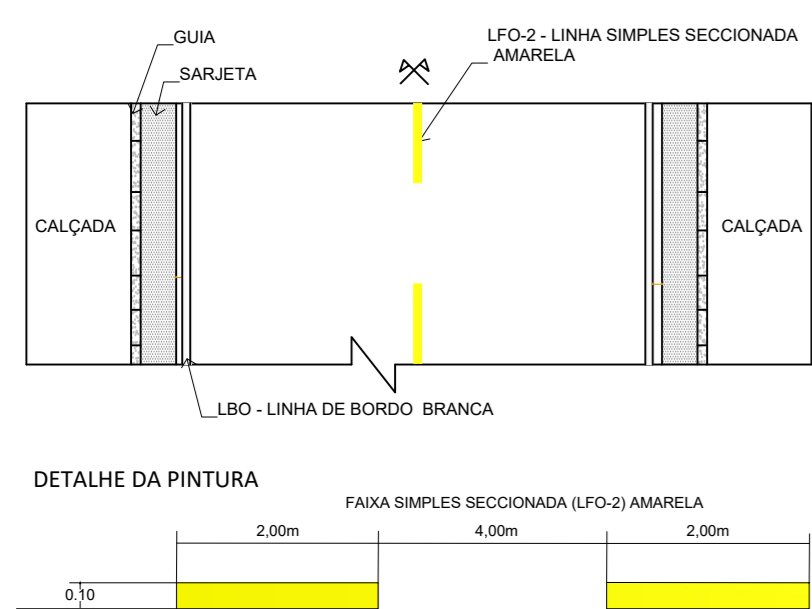 GUIA
LFO-2 - LINHA SIMPLES SECCIONADA
AMARELA
SARJETA
CALÇADA
CALÇADA
LBO - LINHA DE BORDO BRANCA
DETALHE DA PINTURA
FAIXA SIMPLES SECCIONADA (LFO-2) AMARELA
2,00m
4,00m
2,00m
0.10